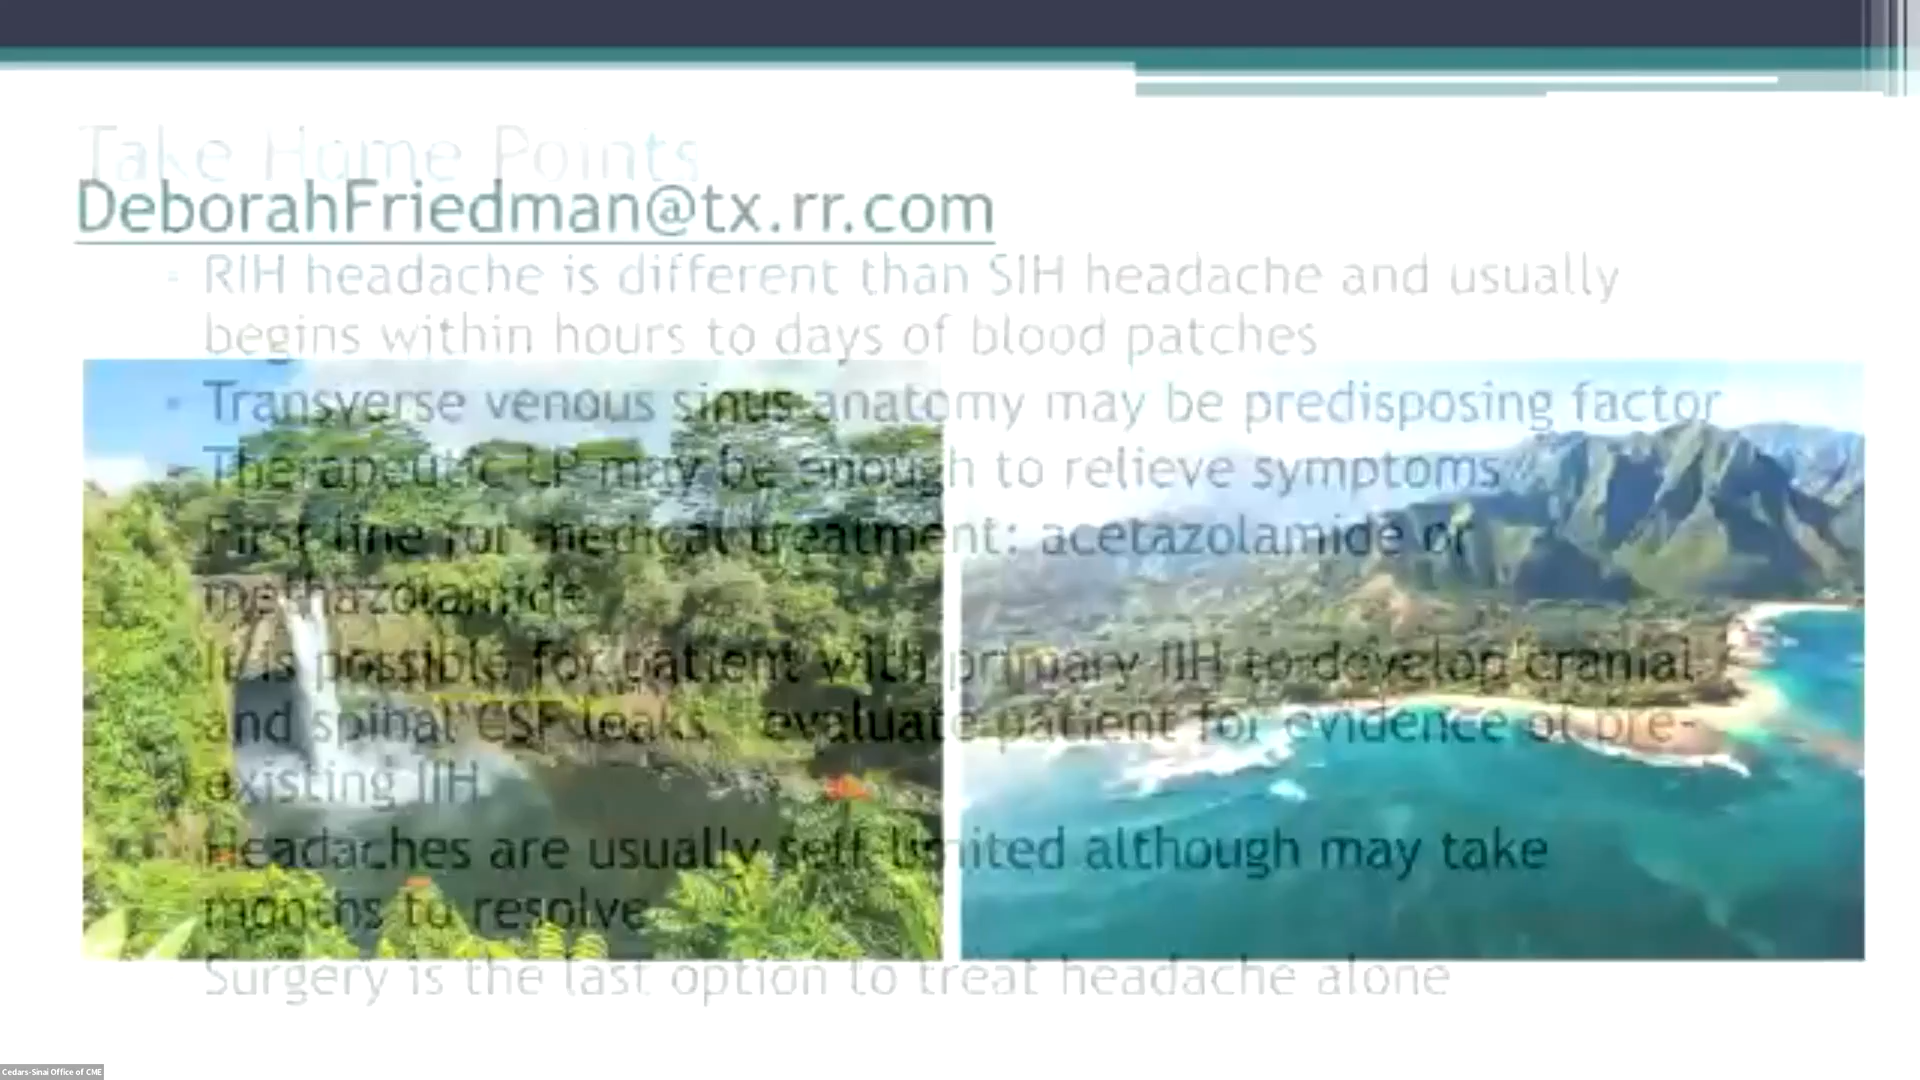 Take Home Points
DeborahFriedman@tx.rr.com
▪ RIH headache is different than SIH headache and usually
begins within hours to days of blood patches
▪ Transverse venous sinus anatomy may be predisposing factor
Therapeutic LP may be enough to relieve symptoms
First line for medical treatment: acetazolamide or
methazolamide
It is possible for patient with primary IIH to develop cranial
and spinal CSF leaks evaluate patient for evidence of pre-
existing IIH
Headaches are usually self-limited although may take
months to resolve
Surgery is the last option to treat headache alone
Cedars-Sinai Office of CME